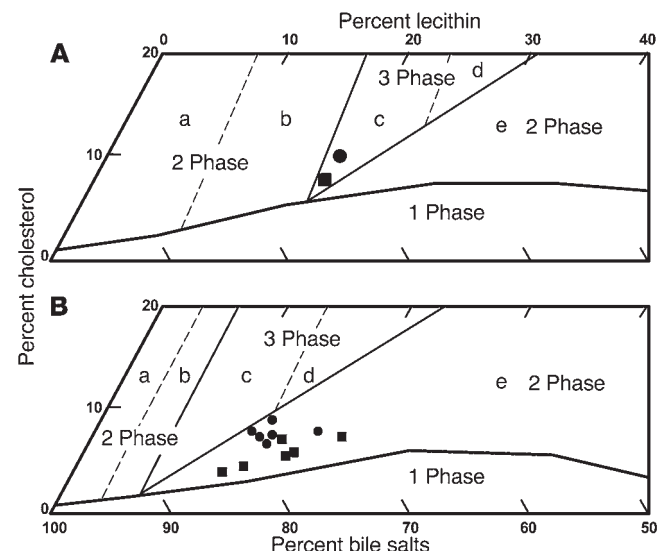 Percent lecithin
A
0 10 20 30 40
20
3 Phase d
a b c
e 2 Phase
10
2 Phase
1 Phase
0
Percent cholesterol
B
20
3 Phase
a b c d
e 2 Phase
10
2 Phase
1 Phase
0
100 90 80 70 60 50
Percent bile salts